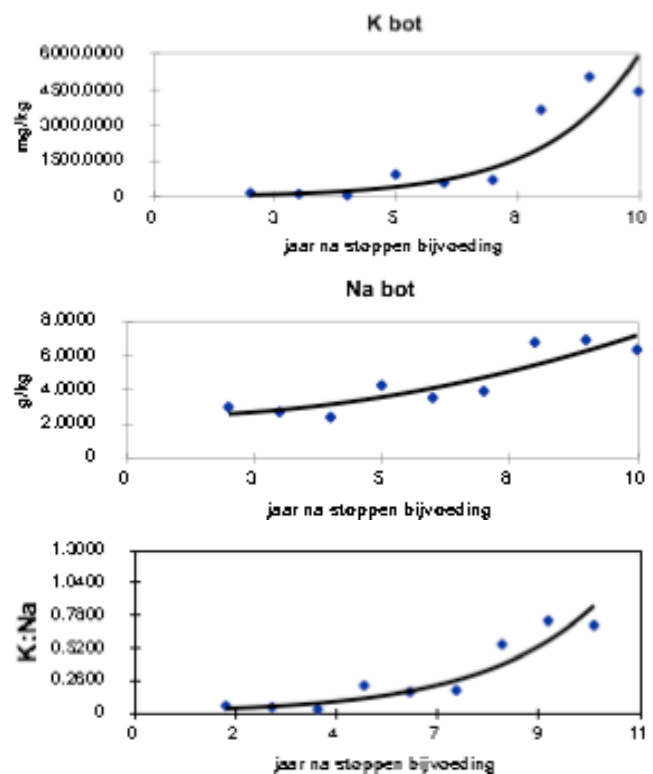 K bot
6000.0000
4500.0000
3000.0000
1500.0000
0
mg/kg
0 3 5 8 10
jaar na stoppen bijvoeding
Na bot
8.0000
6.0000
4.0000
2.0000
0
g/kg
0 3 5 8 10
jaar na stoppen bijvoeding
1.3000
1.0400
0.7800
0.5200
0.2600
0
K:Na
0 2 4 7 9 11
jaar na stoppen bijvoeding